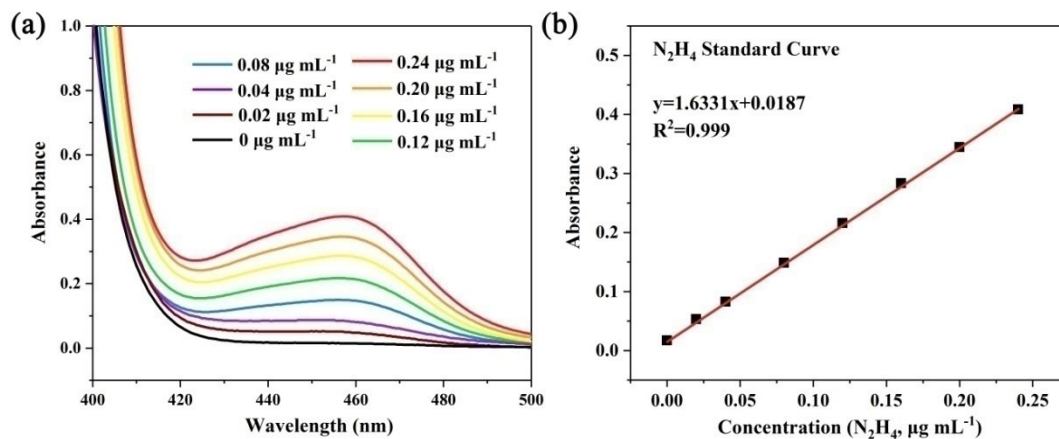 (a)
1.0
0.8
0.6
0.4
0.2
0.0
Absorbance
0.08 μg mL⁻¹
0.04 μg mL⁻¹
0.02 μg mL⁻¹
0 μg mL⁻¹
0.24 μg mL⁻¹
0.20 μg mL⁻¹
0.16 μg mL⁻¹
0.12 μg mL⁻¹
400 420 440 460 480 500
Wavelength (nm)
(b)
0.5
0.4
0.3
0.2
0.1
0.0
Absorbance
N₂H₄ Standard Curve
y=1.6331x+0.0187
R²=0.999
0.00 0.05 0.10 0.15 0.20 0.25
Concentration (N₂H₄, μg mL⁻¹)